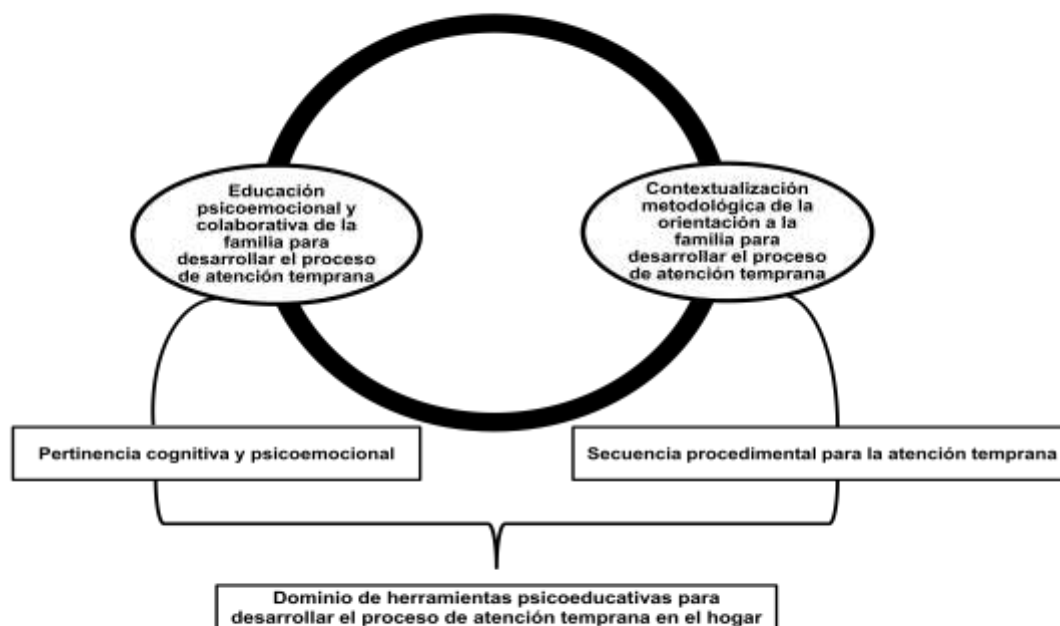 Educación
psicoemocional y
colaborativa de la
familia para
desarrollar el proceso
de atención temprana
Contextualización
metodológica de la
orientación a la
familia para
desarrollar el proceso
de atención temprana
Pertinencia cognitiva y psicoemocional
Secuencia procedimental para la atención temprana
Dominio de herramientas psicoeducativas para
desarrollar el proceso de atención temprana en el hogar